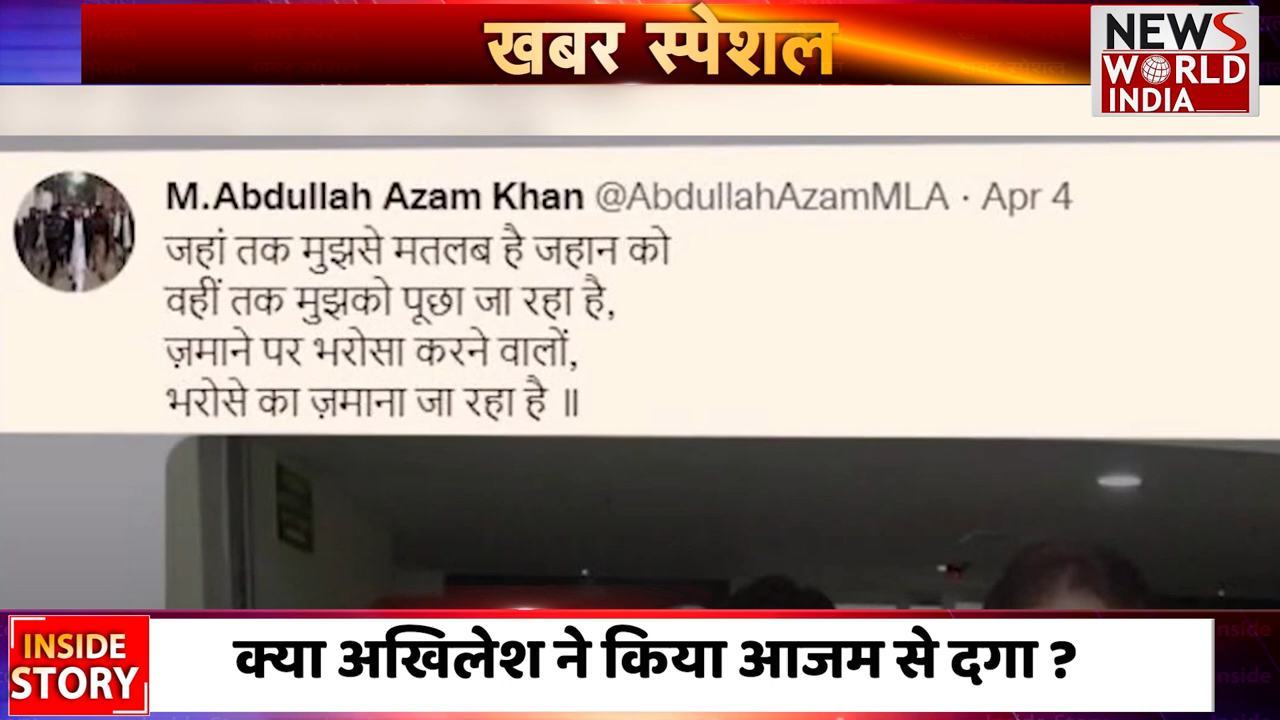 खबर स्पेशल
NEWS
WORLD
INDIA
M.Abdullah Azam Khan @AbdullahAzamMLA · Apr 4
जहां तक मुझसे मतलब है जहान को
वहीं तक मुझको पूछा जा रहा है,
ज़माने पर भरोसा करने वालों,
भरोसे का ज़माना जा रहा है ॥
INSIDE
STORY
क्या अखिलेश ने किया आजम से दगा ?